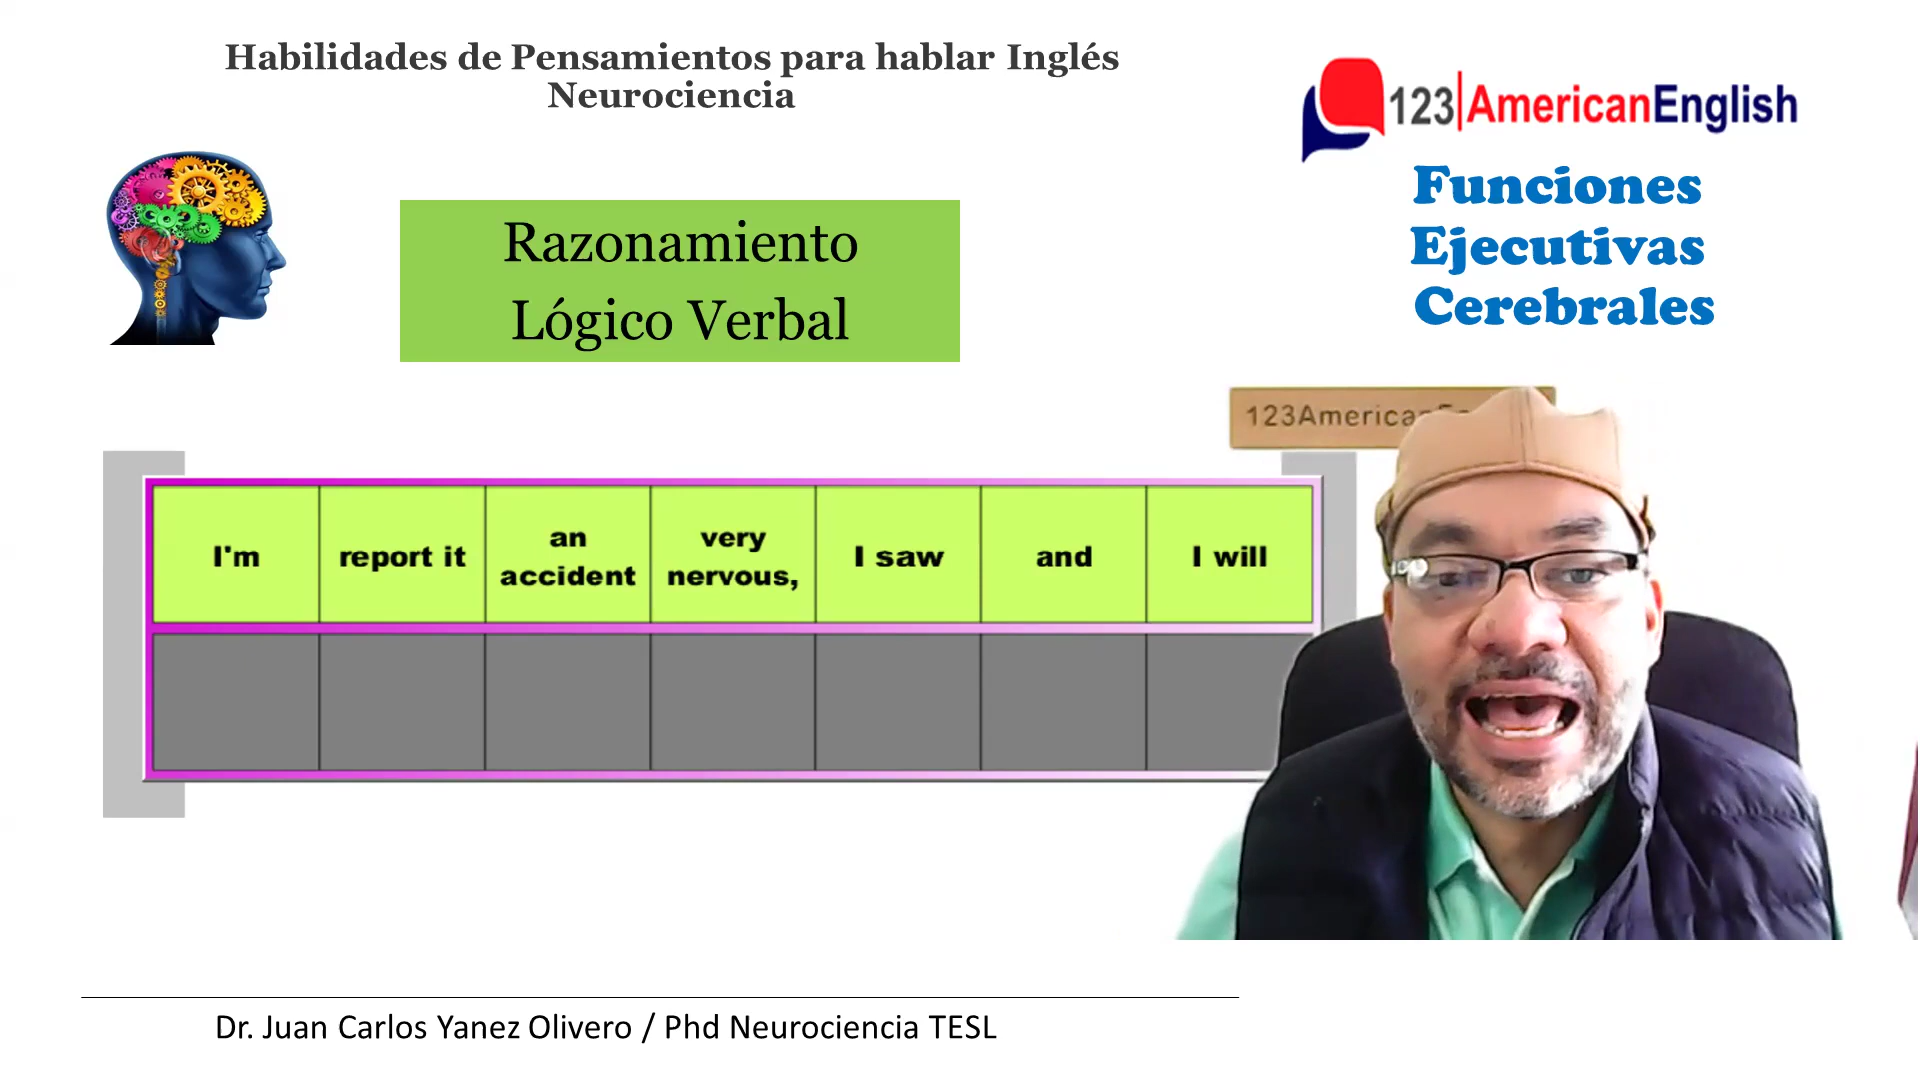 Habilidades de Pensamientos para hablar Inglés
Neurociencia
123|AmericanEnglish
Funciones
Ejecutivas
Cerebrales
Razonamiento
Lógico Verbal
I'm
report it
an
accident
very
nervous,
I saw
and
I will
Dr. Juan Carlos Yanez Olivero / Phd Neurociencia TESL